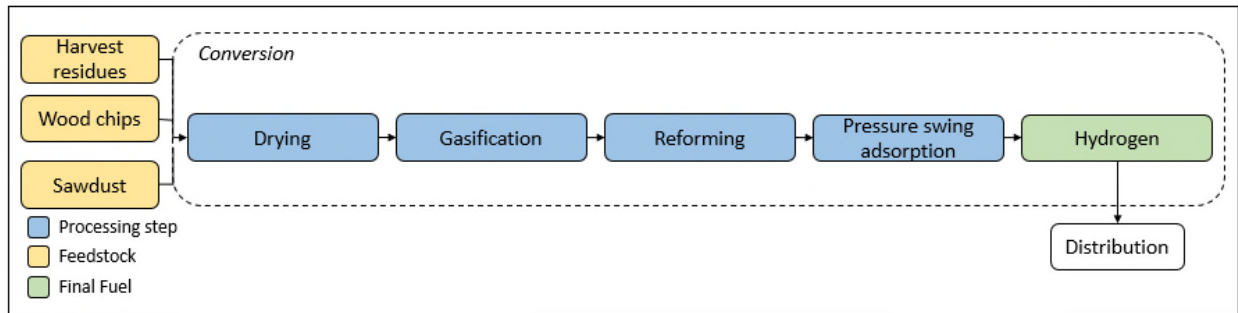 Harvest
residues
Conversion
Wood chips
Drying
Gasification
Reforming
Pressure swing
adsorption
Hydrogen
Sawdust
Processing step
Feedstock
Final Fuel
Distribution